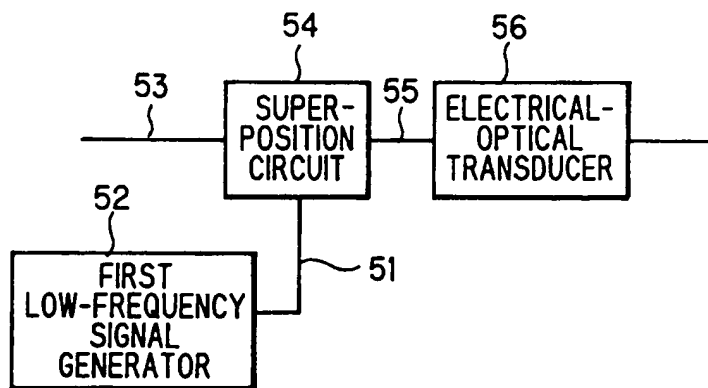 54
56
53
SUPER-
POSITION
CIRCUIT
55
ELECTRICAL-
OPTICAL
TRANSDUCER
52
51
FIRST
LOW-FREQUENCY
SIGNAL
GENERATOR